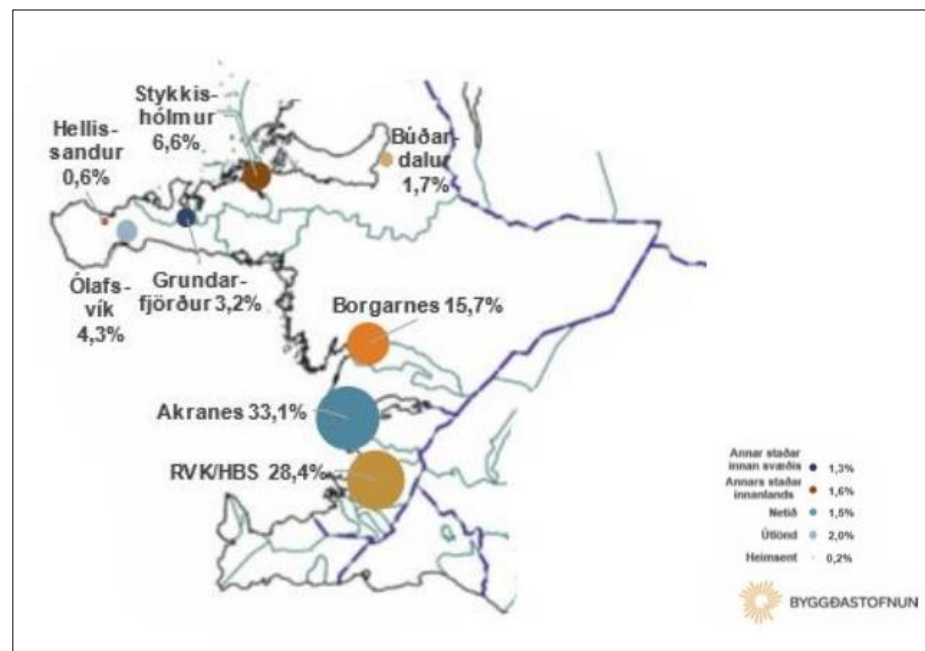 Stykkis-
hólmur
6,6%
Hellis-
sandur
0,6%
Búðar-
dalur
1,7%
Ólafs-
vík
4,3%
Grundar-
fjörður 3,2%
Borgarnes 15,7%
Akranes 33,1%
RVK/HBS 28,4%
Annar staðar
innan svæðis 1,3%
Annars staðar
innanlands 1,6%
Netið 1,5%
Útlönd 2,0%
Heimsent 0,2%
BYGGÐASTOFNUN